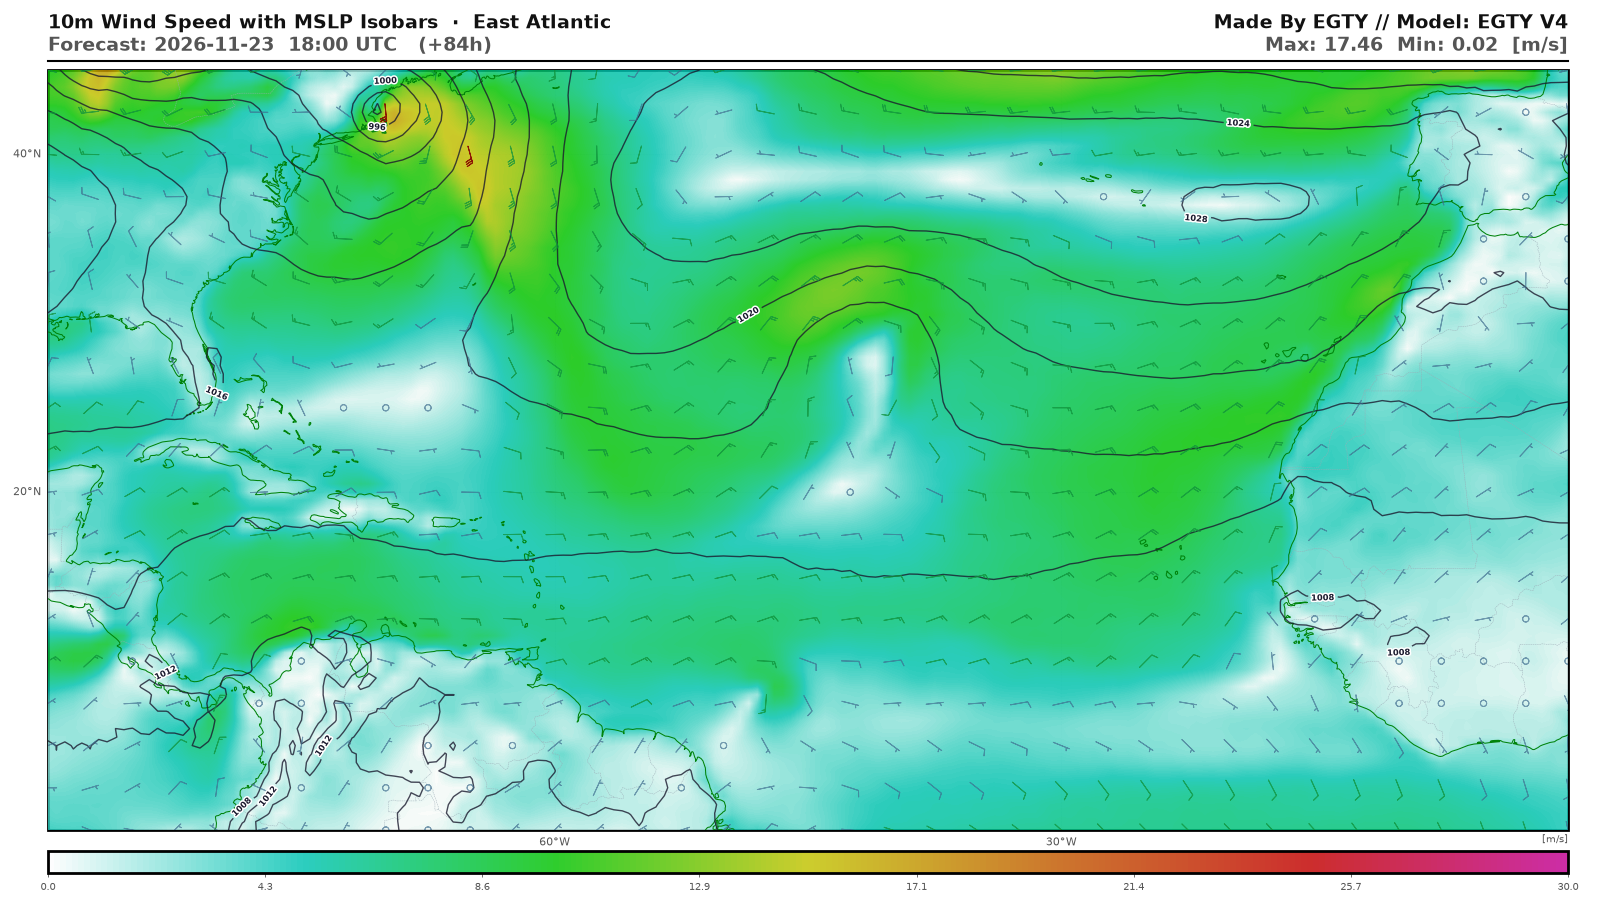 10m Wind Speed with MSLP Isobars · East Atlantic
Made By EGTY // Model: EGTY V4
Forecast: 2026-11-23 18:00 UTC (+84h)
Max: 17.46 Min: 0.02 [m/s]
1000
996
1024
40°N
1028
1020
1016
20°N
1008
1008
1012
1012
1012
1008
60°W
30°W
[m/s]
0.0
4.3
8.6
12.9
17.1
21.4
25.7
30.0